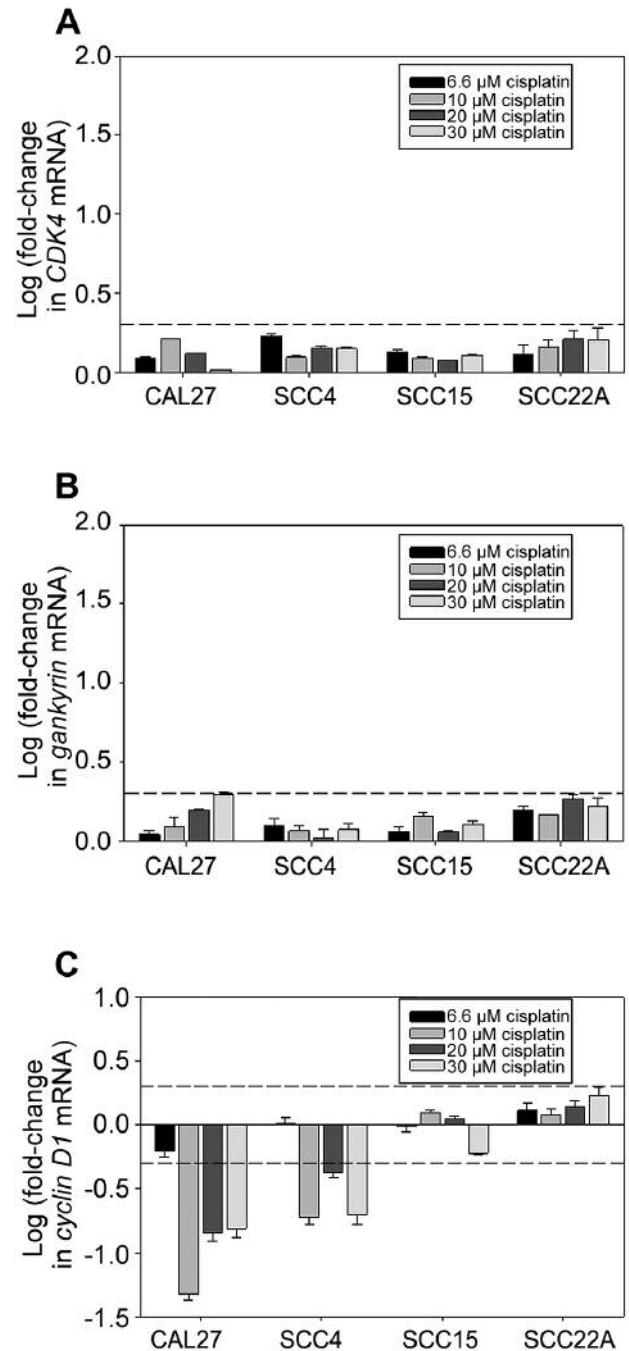 A
Log (fold-change
in CDK4 mRNA)
2.0
1.5
1.0
0.5
0.0
6.6 µM cisplatin
10 µM cisplatin
20 µM cisplatin
30 µM cisplatin
CAL27 SCC4 SCC15 SCC22A
B
Log (fold-change
in gankyrin mRNA)
2.0
1.5
1.0
0.5
0.0
6.6 µM cisplatin
10 µM cisplatin
20 µM cisplatin
30 µM cisplatin
CAL27 SCC4 SCC15 SCC22A
C
Log (fold-change
in cyclin D1 mRNA)
1.0
0.5
0.0
-0.5
-1.0
-1.5
6.6 µM cisplatin
10 µM cisplatin
20 µM cisplatin
30 µM cisplatin
CAL27 SCC4 SCC15 SCC22A